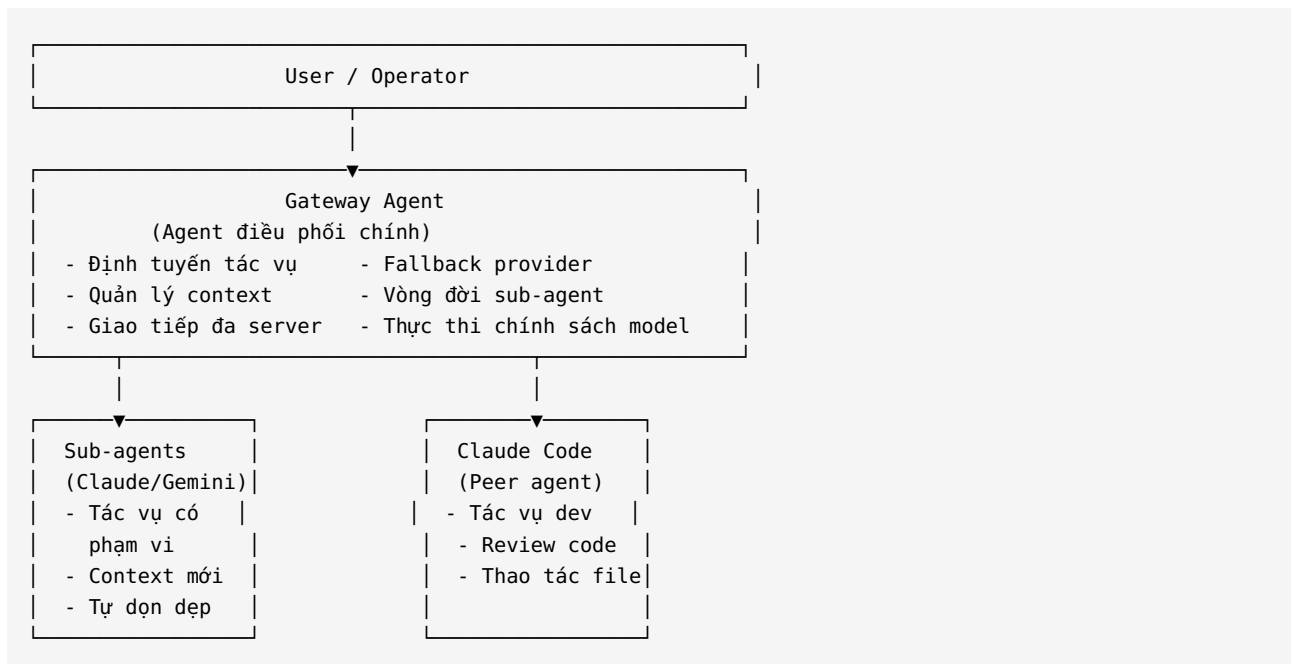 User / Operator
Gateway Agent
(Agent điều phối chính)
- Định tuyến tác vụ - Fallback provider
- Quản lý context - Vòng đời sub-agent
- Giao tiếp đa server - Thực thi chính sách model
Sub-agents
(Claude/Gemini)
- Tác vụ có
phạm vi
- Context mới
- Tự dọn dẹp
Claude Code
(Peer agent)
- Tác vụ dev
- Review code
- Thao tác file